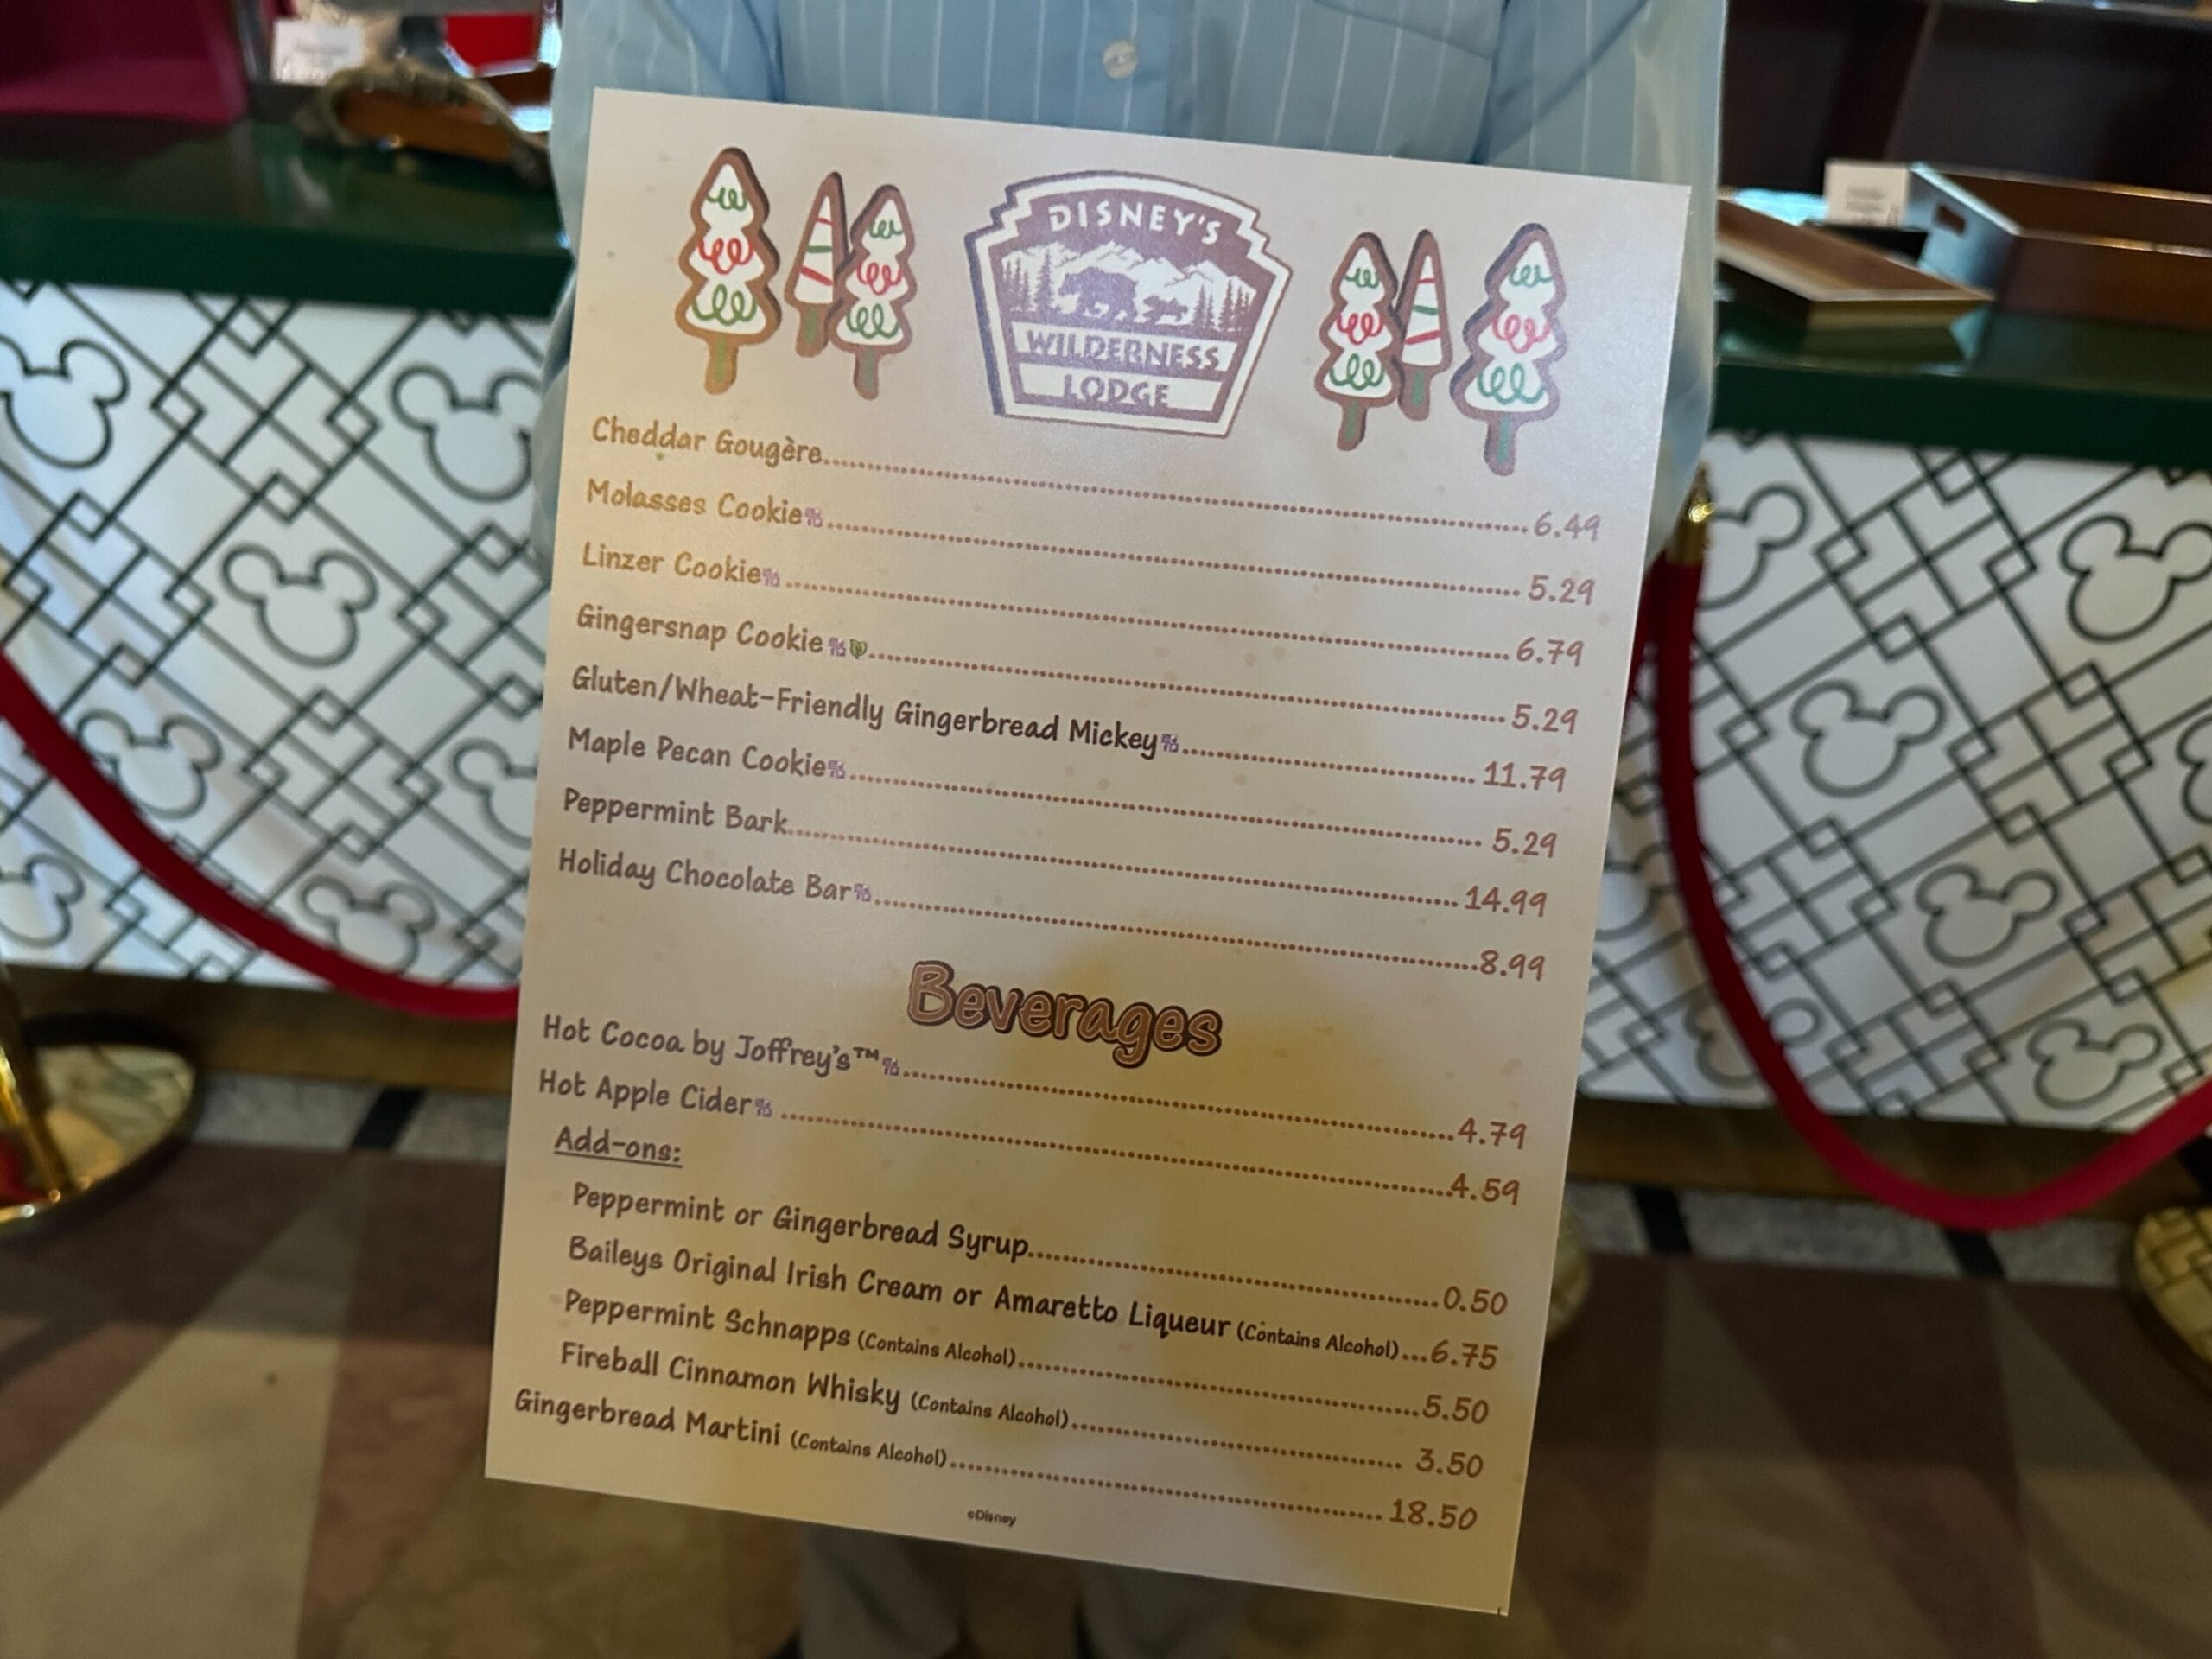 DISNEY'S
WILDERNESS
LODGE
Cheddar Gougère 6.49
Molasses Cookie 5.29
Linzer Cookie 6.79
Gingersnap Cookie 5.29
Gluten/Wheat-Friendly Gingerbread Mickey 11.79
Maple Pecan Cookie 5.29
Peppermint Bark 14.99
Holiday Chocolate Bar 8.99
Beverages
Hot Cocoa by Joffrey's™ 4.79
Hot Apple Cider 4.59
Add-ons:
Peppermint or Gingerbread Syrup 0.50
Baileys Original Irish Cream or Amaretto Liqueur (Contains Alcohol) 6.75
Peppermint Schnapps (Contains Alcohol) 5.50
Fireball Cinnamon Whisky (Contains Alcohol) 3.50
Gingerbread Martini (Contains Alcohol) 18.50
©Disney